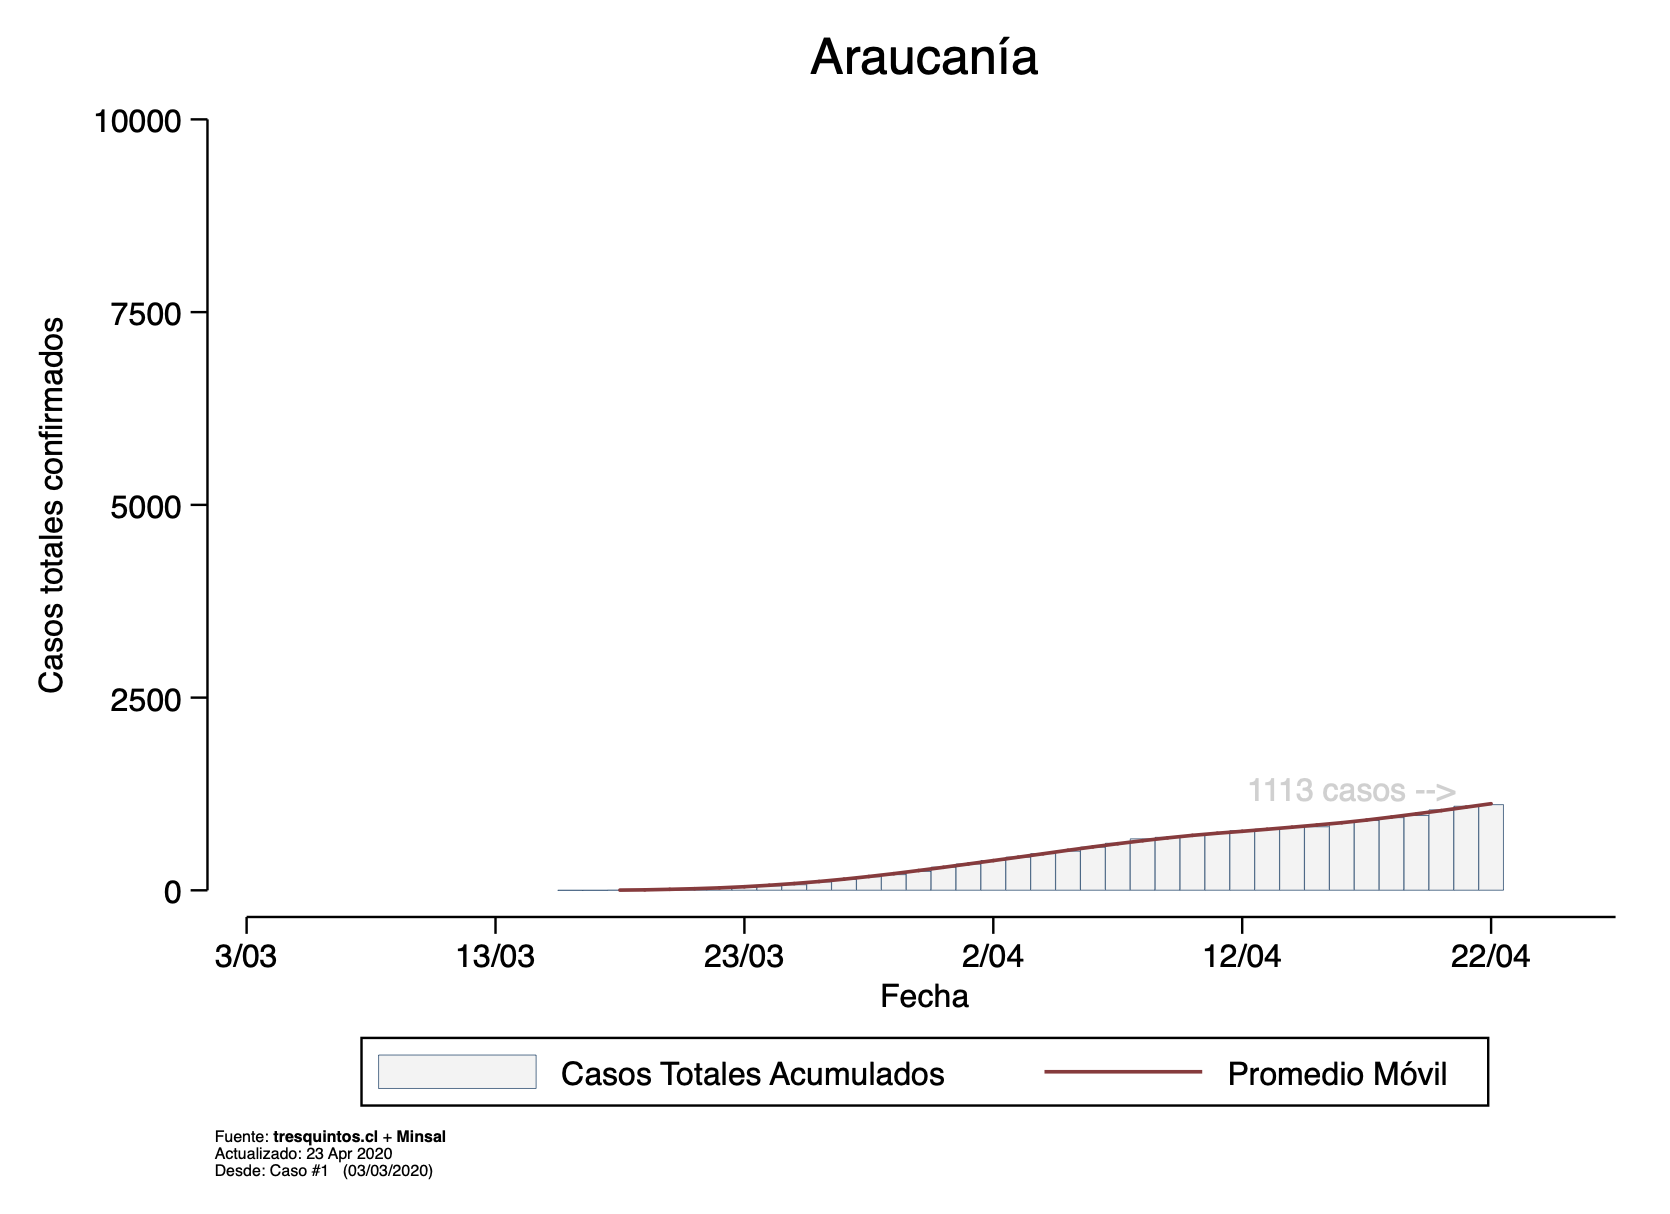 Araucanía
10000
7500
5000
2500
0
Casos totales confirmados
1113 casos -->
3/03
13/03
23/03
2/04
12/04
22/04
Fecha
Casos Totales Acumulados
Promedio Móvil
Fuente: tresquintos.cl + Minsal
Actualizado: 23 Apr 2020
Desde: Caso #1 (03/03/2020)